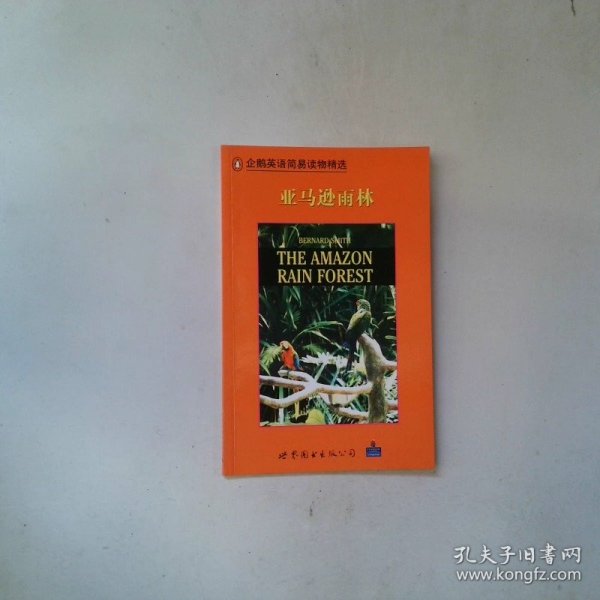 企鹅英语简易读物精选
亚马逊雨林
BERNARD SMITH
THE AMAZON
RAIN FOREST
世界图书出版公司
孔夫子旧书网
www.kongfz.com